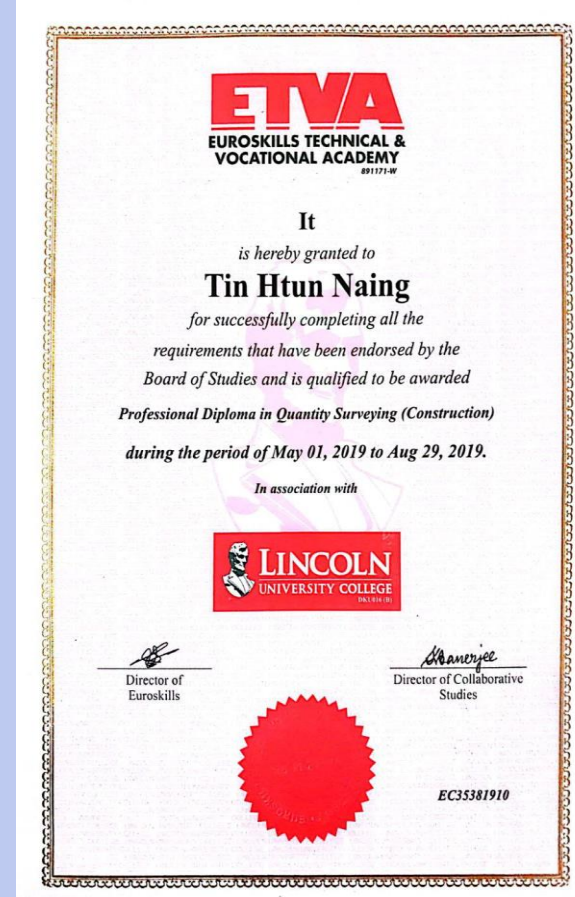 ETVA
EUROSKILLS TECHNICAL &
VOCATIONAL ACADEMY
891171-W
It
is hereby granted to
Tin Htun Naing
for successfully completing all the
requirements that have been endorsed by the
Board of Studies and is qualified to be awarded
Professional Diploma in Quantity Surveying (Construction)
during the period of May 01, 2019 to Aug 29, 2019.
In association with
LINCOLN
UNIVERSITY COLLEGE
Banerjee
Director of
Euroskills
Director of Collaborative
Studies
EC35381910